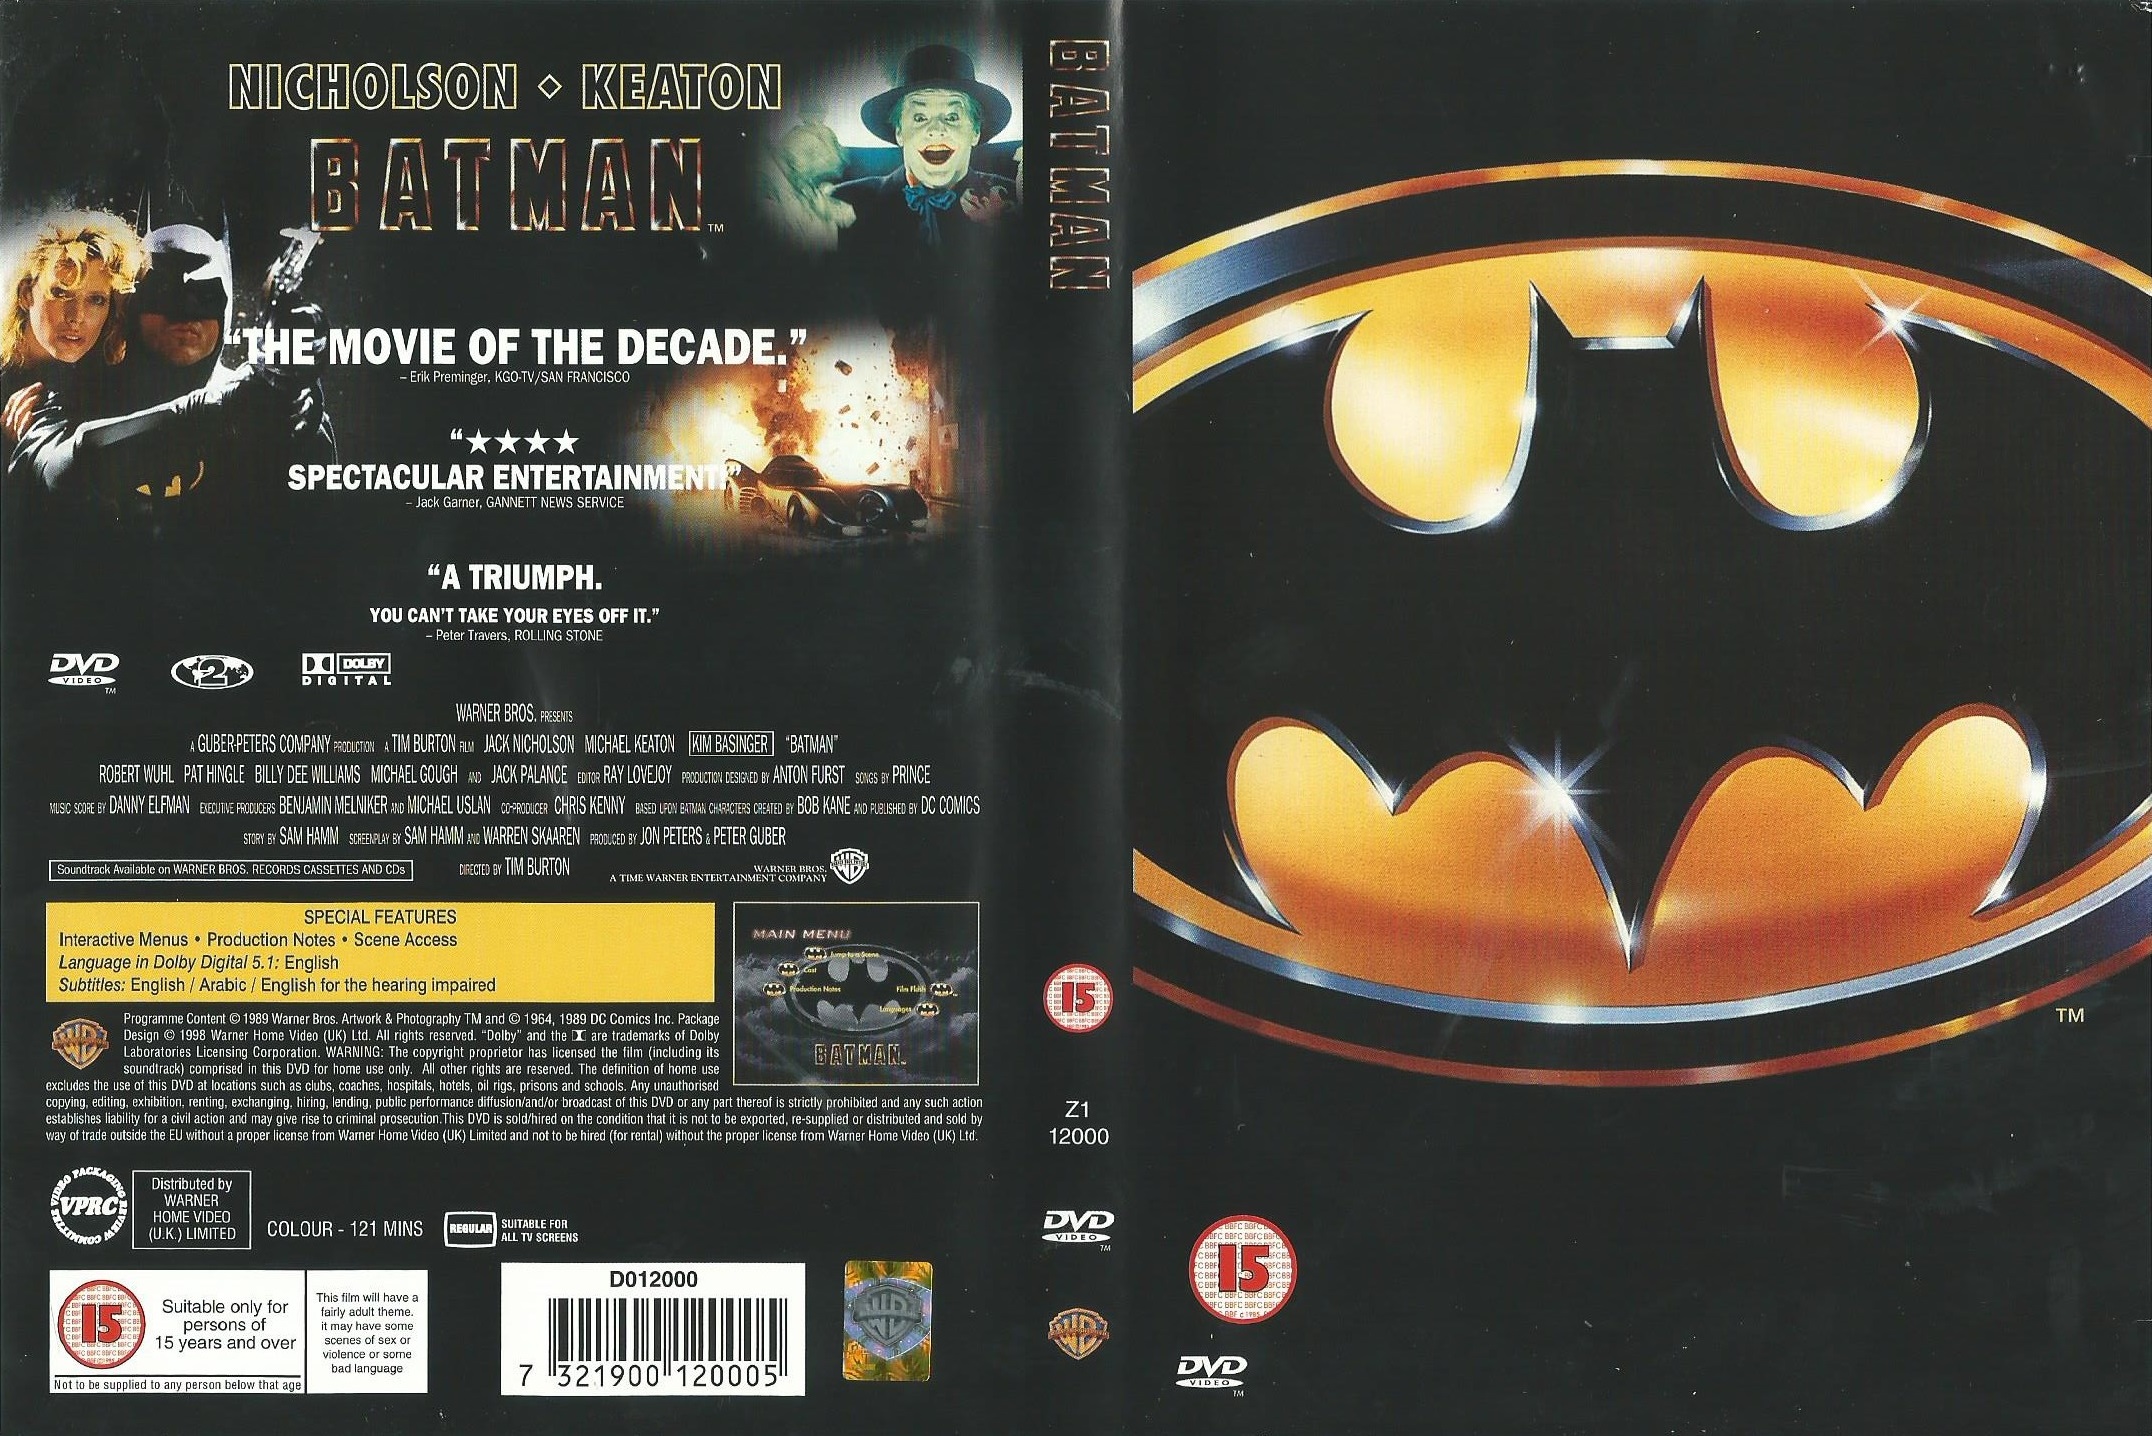 NICHOLSON ◇ KEATON
BATMAN™
“THE MOVIE OF THE DECADE.”
– Erik Preminger, KGO-TV/SAN FRANCISCO
“★★★★
SPECTACULAR ENTERTAINMENT!”
– Jack Garner, GANNETT NEWS SERVICE
“A TRIUMPH.
YOU CAN'T TAKE YOUR EYES OFF IT.”
– Peter Travers, ROLLING STONE
DVD
VIDEO
TM
2
DOLBY
DIGITAL
WARNER BROS. PRESENTS
A GUBER-PETERS COMPANY PRODUCTION A TIM BURTON FILM JACK NICHOLSON MICHAEL KEATON KIM BASINGER “BATMAN”
ROBERT WUHL PAT HINGLE BILLY DEE WILLIAMS MICHAEL GOUGH AND JACK PALANCE EDITOR RAY LOVEJOY PRODUCTION DESIGNED BY ANTON FURST SONGS BY PRINCE
MUSIC SCORE BY DANNY ELFMAN EXECUTIVE PRODUCERS BENJAMIN MELNIKER AND MICHAEL USLAN CO-PRODUCER CHRIS KENNY BASED UPON BATMAN CHARACTERS CREATED BY BOB KANE AND PUBLISHED BY DC COMICS
STORY BY SAM HAMM SCREENPLAY BY SAM HAMM AND WARREN SKAAREN PRODUCED BY JON PETERS & PETER GUBER
Soundtrack Available on WARNER BROS. RECORDS CASSETTES AND CDs
DIRECTED BY TIM BURTON
WARNER BROS.
A TIME WARNER ENTERTAINMENT COMPANY
SPECIAL FEATURES
Interactive Menus • Production Notes • Scene Access
Language in Dolby Digital 5.1: English
Subtitles: English / Arabic / English for the hearing impaired
MAIN MENU
Jump to a Scene
Cast
Production Notes
Film Flash
Languages
BATMAN
Programme Content © 1989 Warner Bros. Artwork & Photography TM and © 1964, 1989 DC Comics Inc. Package
Design © 1998 Warner Home Video (UK) Ltd. All rights reserved. “Dolby” and the are trademarks of Dolby
Laboratories Licensing Corporation. WARNING: The copyright proprietor has licensed the film (including its
soundtrack) comprised in this DVD for home use only. All other rights are reserved. The definition of home use
excludes the use of this DVD at locations such as clubs, coaches, hospitals, hotels, oil rigs, prisons and schools. Any unauthorised
copying, editing, exhibition, renting, exchanging, hiring, lending, public performance diffusion/and/or broadcast of this DVD or any part thereof is strictly prohibited and any such action
establishes liability for a civil action and may give rise to criminal prosecution.This DVD is sold/hired on the condition that it is not to be exported, re-supplied or distributed and sold by
way of trade outside the EU without a proper license from Warner Home Video (UK) Limited and not to be hired (for rental) without the proper license from Warner Home Video (UK) Ltd.
VIDEO PACKAGING REVIEW COMMITTEE
VPRC
Distributed by
WARNER
HOME VIDEO
(U.K.) LIMITED
COLOUR - 121 MINS
REGULAR
SUITABLE FOR
ALL TV SCREENS
15
Suitable only for
persons of
15 years and over
Not to be supplied to any person below that age
This film will have a
fairly adult theme.
it may have some
scenes of sex or
violence or some
bad language
D012000
7 321900 120005
WB
BATMAN
15
Z1
12000
DVD
VIDEO
TM
TM
15
DVD
VIDEO
TM